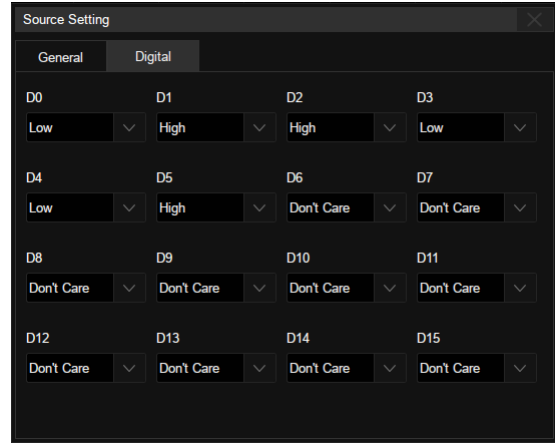 Source Setting
General Digital
D0 D1 D2 D3
Low High High Low
D4 D5 D6 D7
Low High Don't Care Don't Care
D8 D9 D10 D11
Don't Care Don't Care Don't Care Don't Care
D12 D13 D14 D15
Don't Care Don't Care Don't Care Don't Care